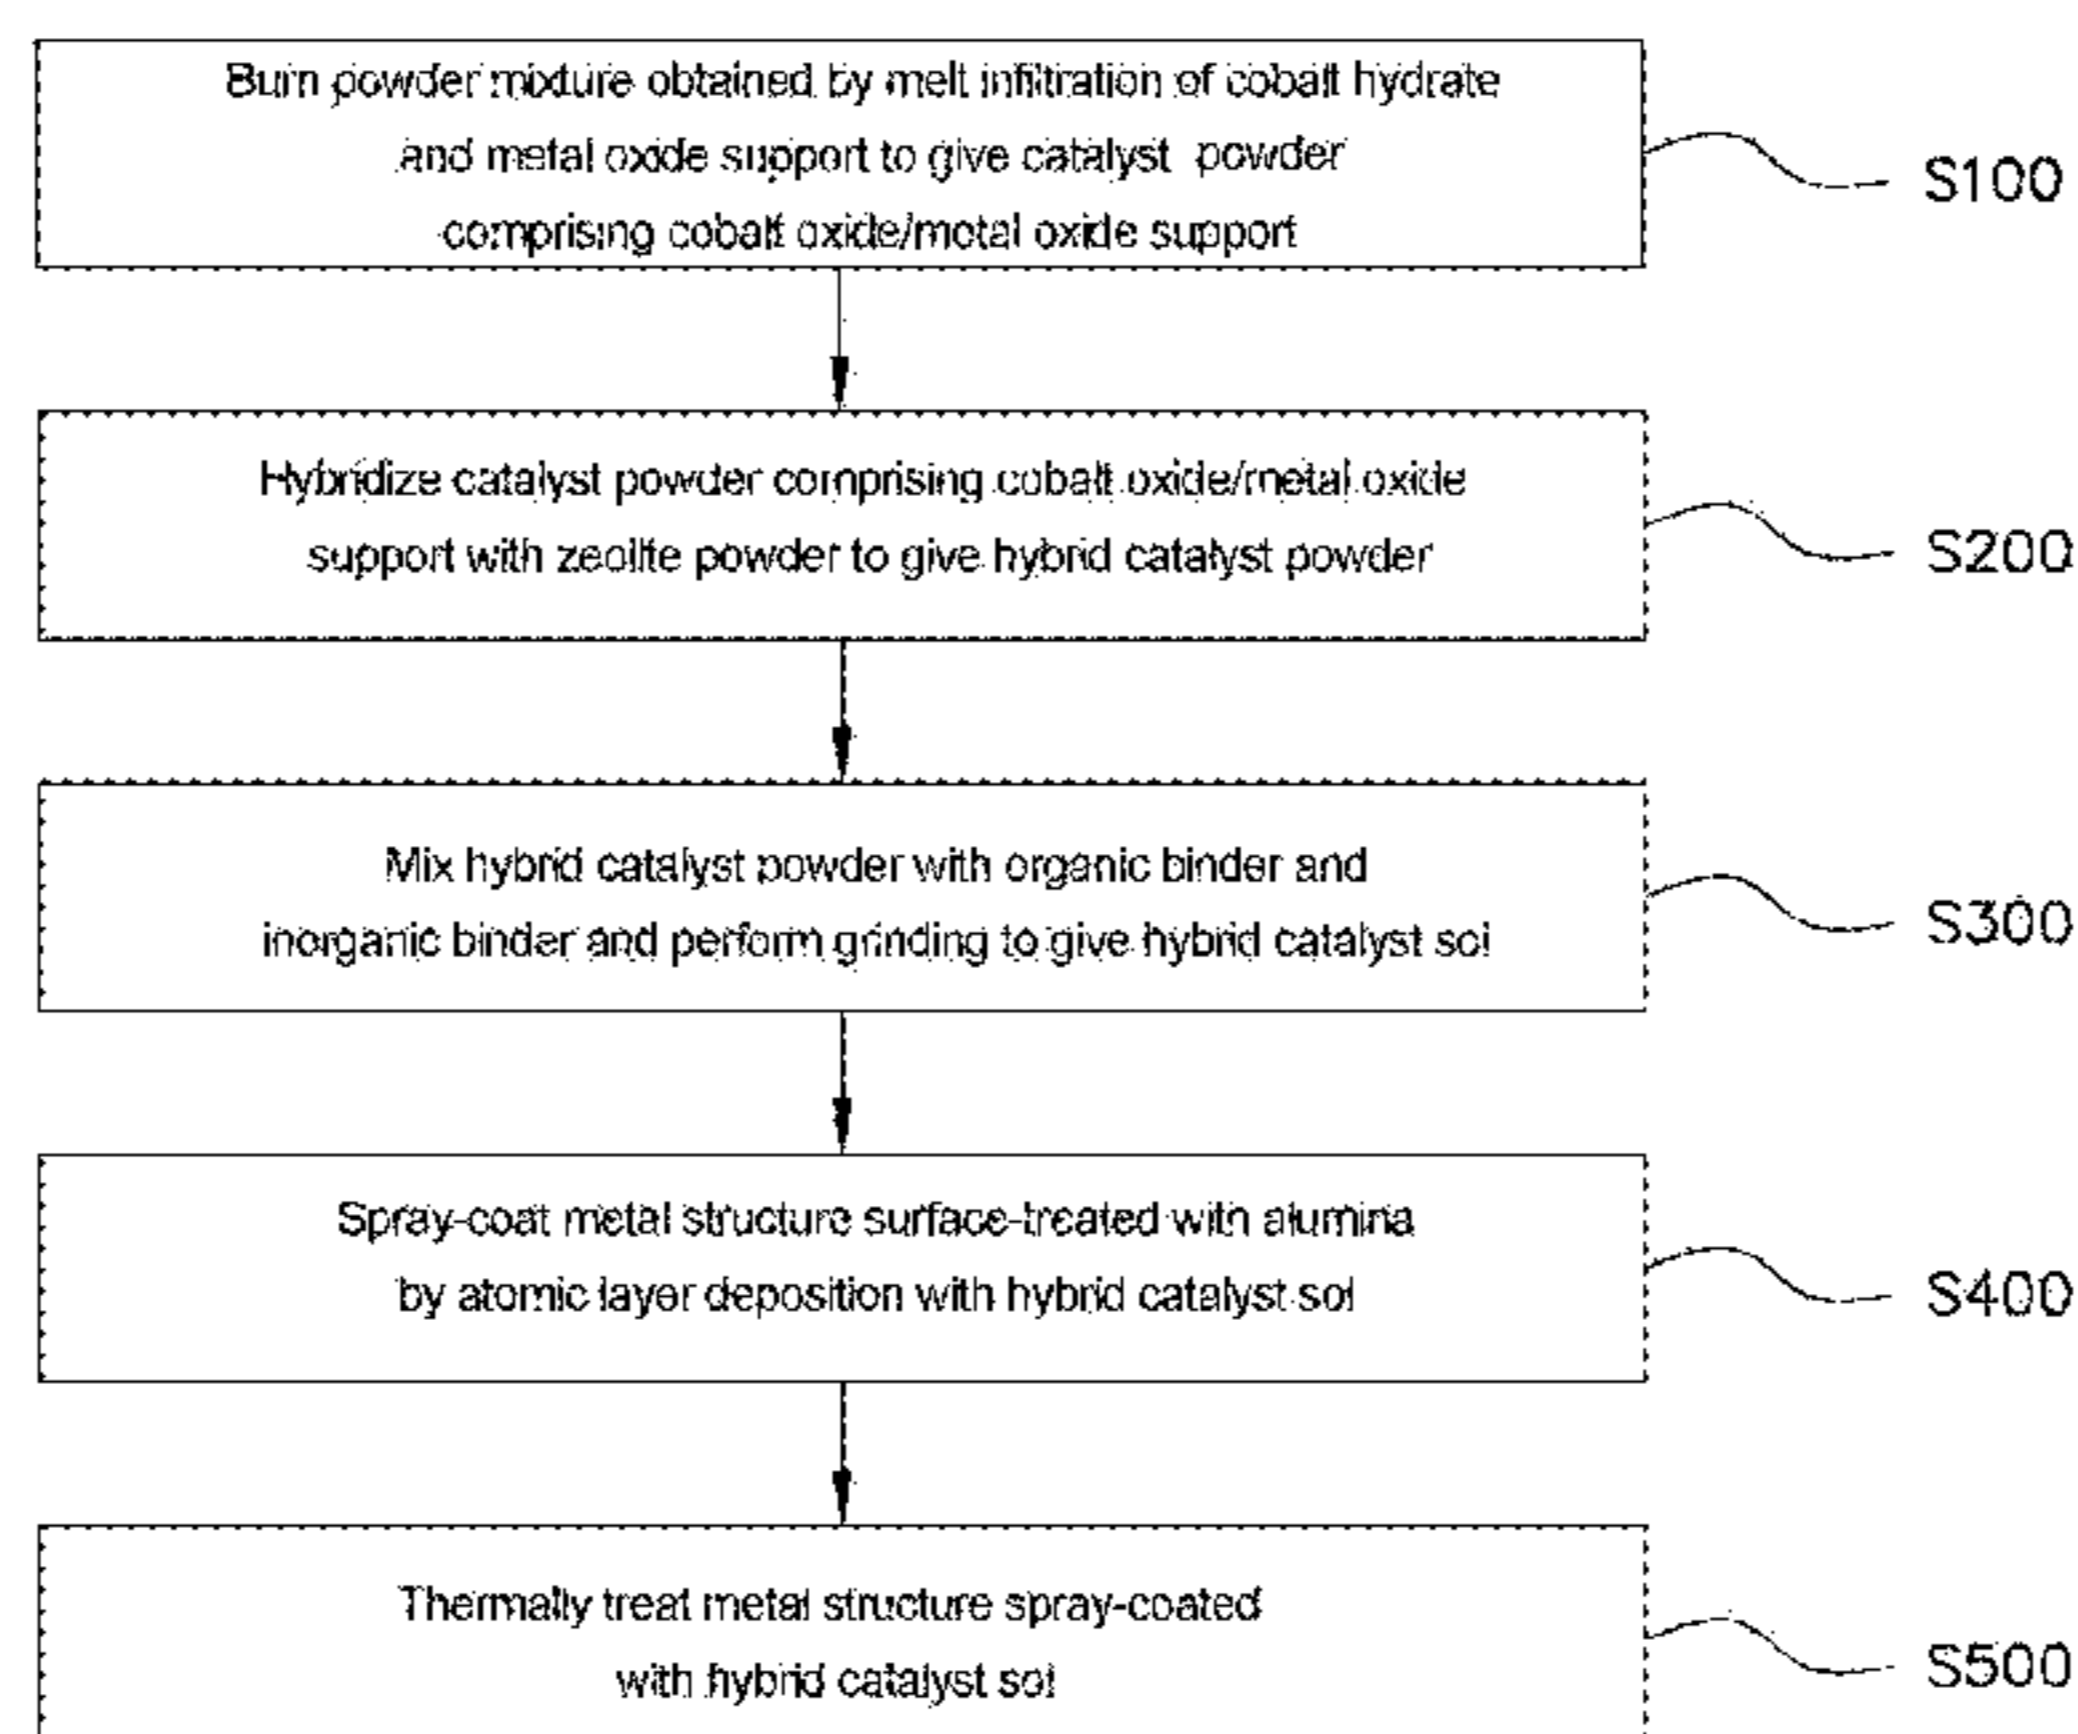 Burn powder mixture obtained by melt infiltration of cobalt hydrate
and metal oxide support to give catalyst powder
comprising cobalt oxide/metal oxide support
S100
Hybridize catalyst powder comprising cobalt oxide/metal oxide
support with zeolite powder to give hybrid catalyst powder
S200
Mix hybrid catalyst powder with organic binder and
inorganic binder and perform grinding to give hybrid catalyst sol
S300
Spray-coat metal structure surface-treated with alumina
by atomic layer deposition with hybrid catalyst sol
S400
Thermally treat metal structure spray-coated
with hybrid catalyst sol
S500